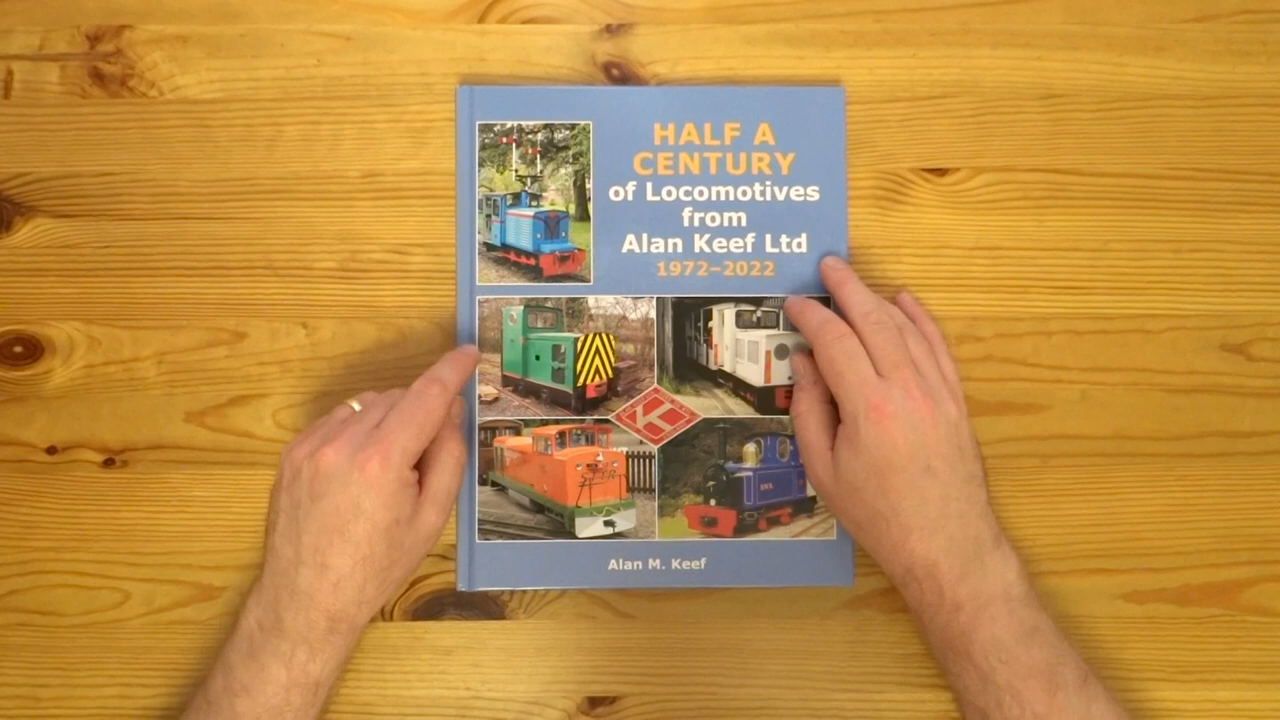 HALF A
CENTURY
of Locomotives
from
Alan Keef Ltd
1972–2022
Alan M. Keef